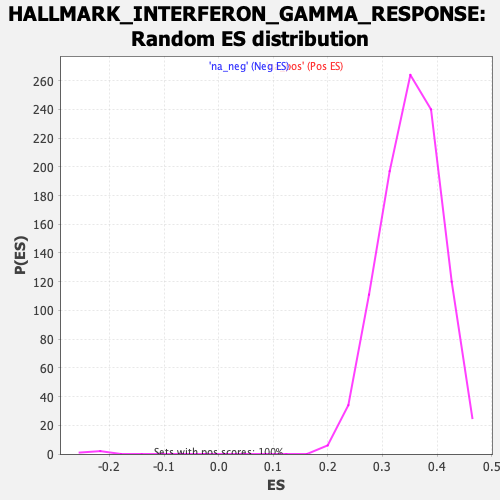 HALLMARK_INTERFERON_GAMMA_RESPONSE:
Random ES distribution
'na_neg' (Neg ES) pos' (Pos ES)
260
240
220
200
180
160
140
120
100
80
60
40
20
0
P(ES)
Sets with pos scores: 100%
-0.2 -0.1 0.0 0.1 0.2 0.3 0.4 0.5
ES